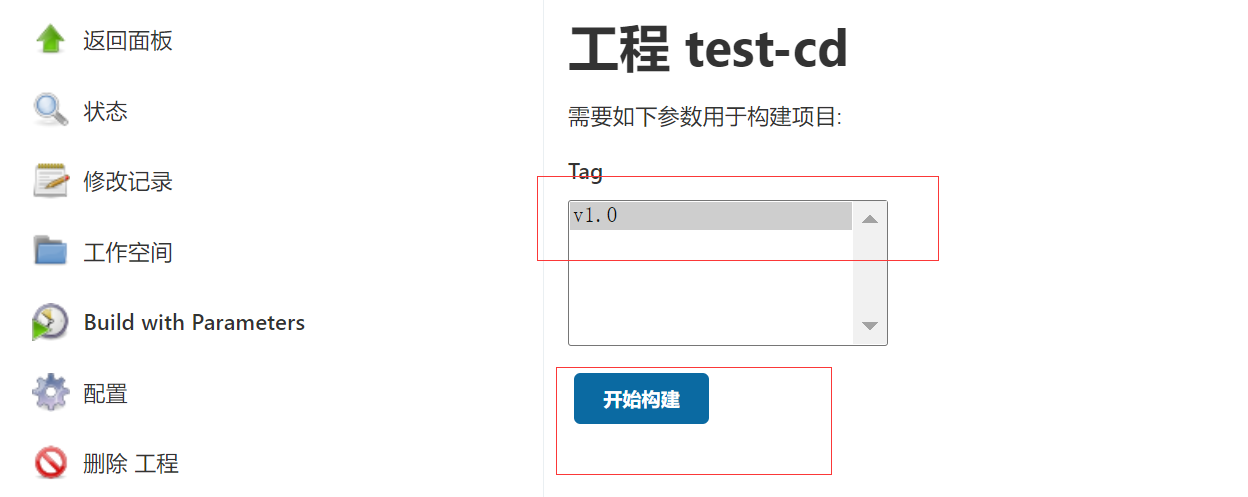 返回面板
状态
修改记录
工作空间
Build with Parameters
配置
删除 工程
工程 test-cd
需要如下参数用于构建项目:
Tag
v1.0
开始构建